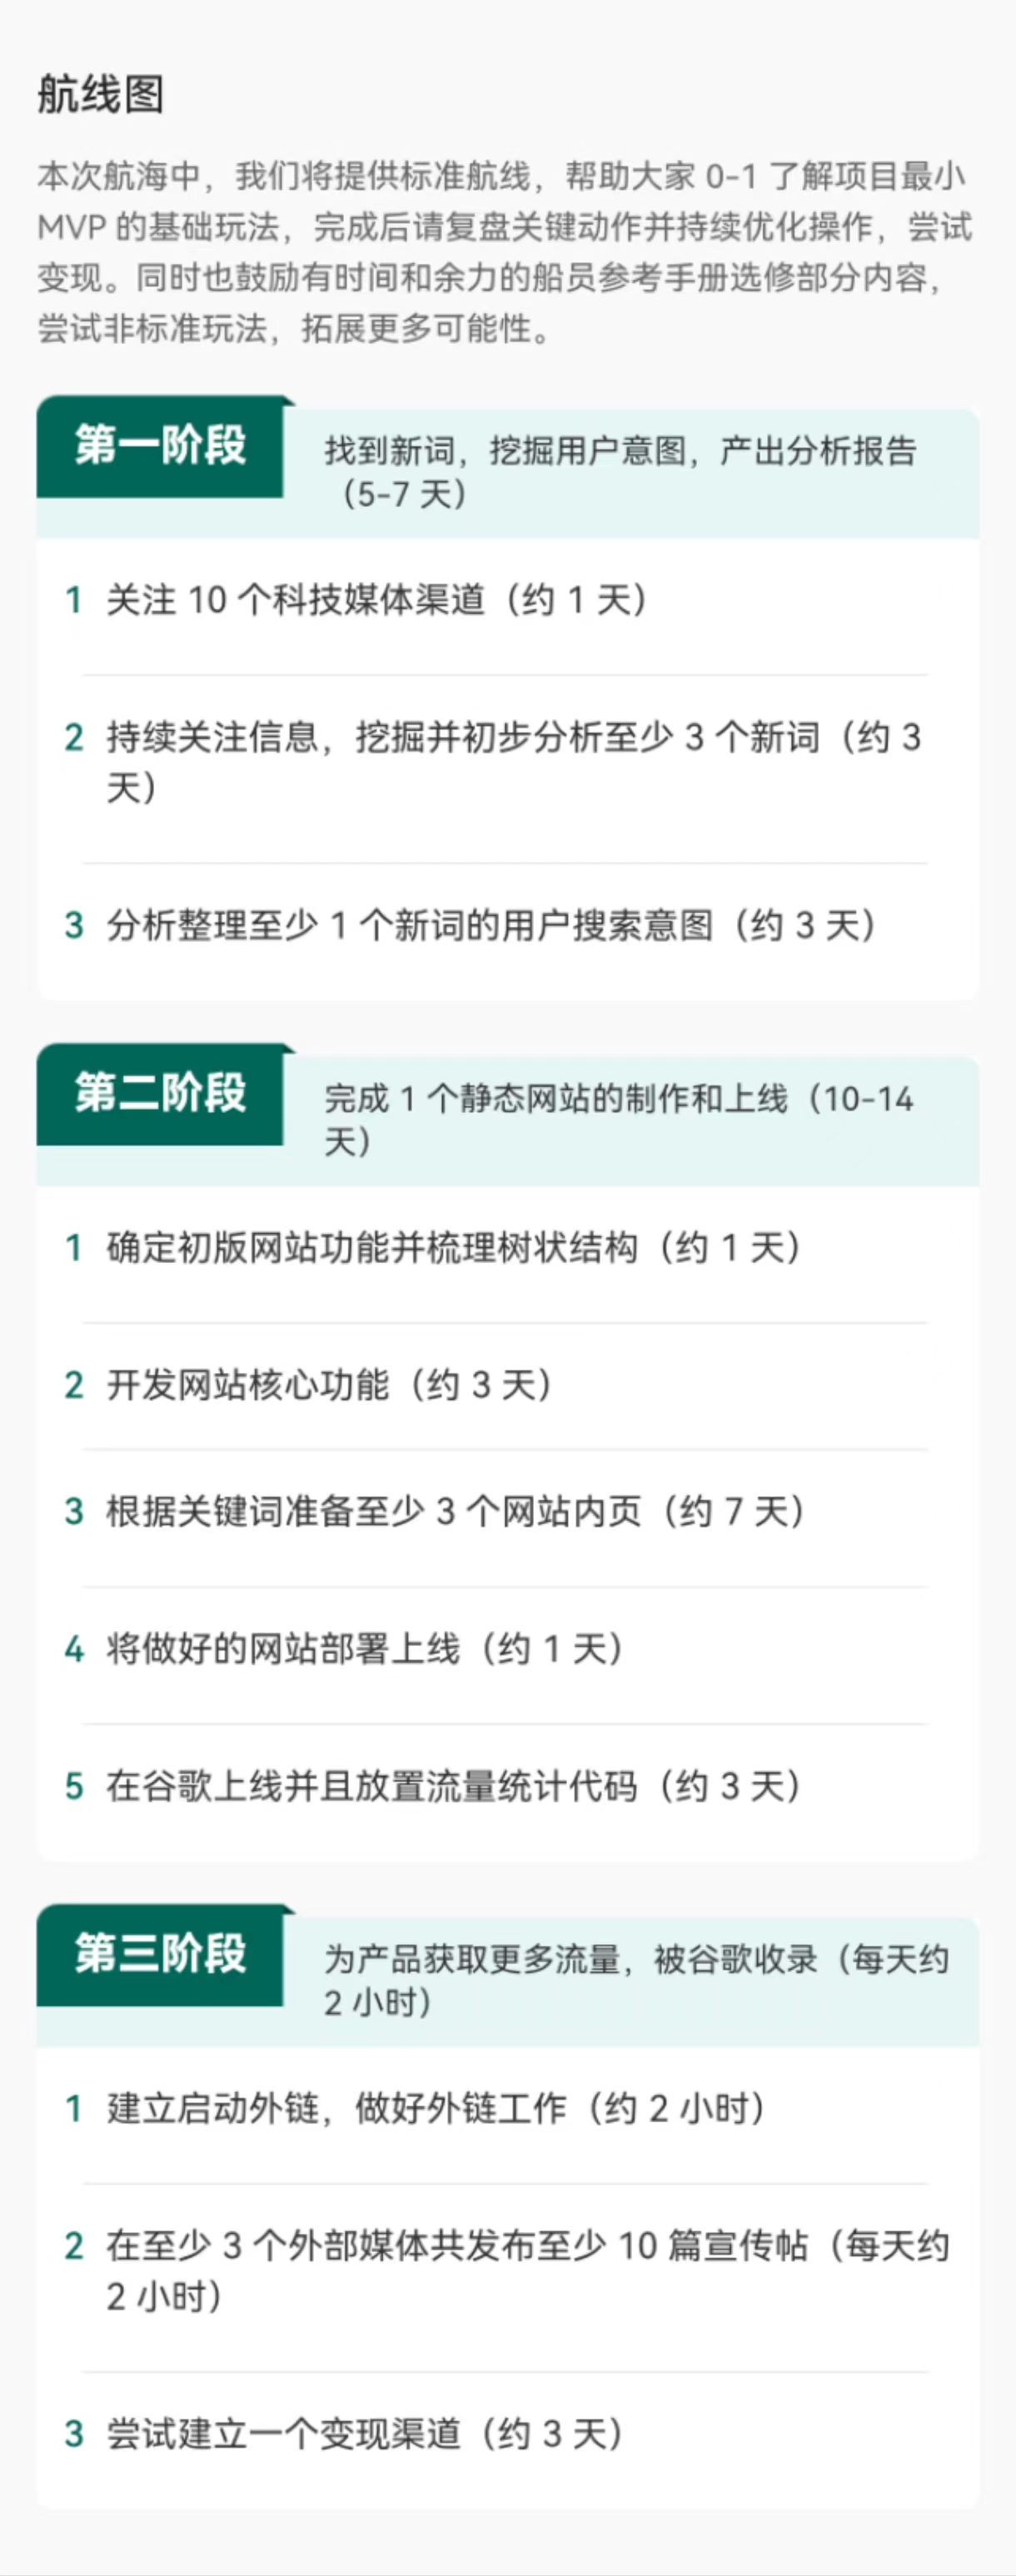 航线图
本次航海中，我们将提供标准航线，帮助大家 0-1 了解项目最小
MVP 的基础玩法，完成后请复盘关键动作并持续优化操作，尝试
变现。同时也鼓励有时间和余力的船员参考手册选修部分内容，
尝试非标准玩法，拓展更多可能性。
第一阶段
找到新词，挖掘用户意图，产出分析报告
（5-7 天）
1 关注 10 个科技媒体渠道（约 1 天）
2 持续关注信息，挖掘并初步分析至少 3 个新词（约 3
天）
3 分析整理至少 1 个新词的用户搜索意图（约 3 天）
第二阶段
完成 1 个静态网站的制作和上线（10-14
天）
1 确定初版网站功能并梳理树状结构（约 1 天）
2 开发网站核心功能（约 3 天）
3 根据关键词准备至少 3 个网站内页（约 7 天）
4 将做好的网站部署上线（约 1 天）
5 在谷歌上线并且放置流量统计代码（约 3 天）
第三阶段
为产品获取更多流量，被谷歌收录（每天约
2 小时）
1 建立启动外链，做好外链工作（约 2 小时）
2 在至少 3 个外部媒体共发布至少 10 篇宣传帖（每天约
2 小时）
3 尝试建立一个变现渠道（约 3 天）